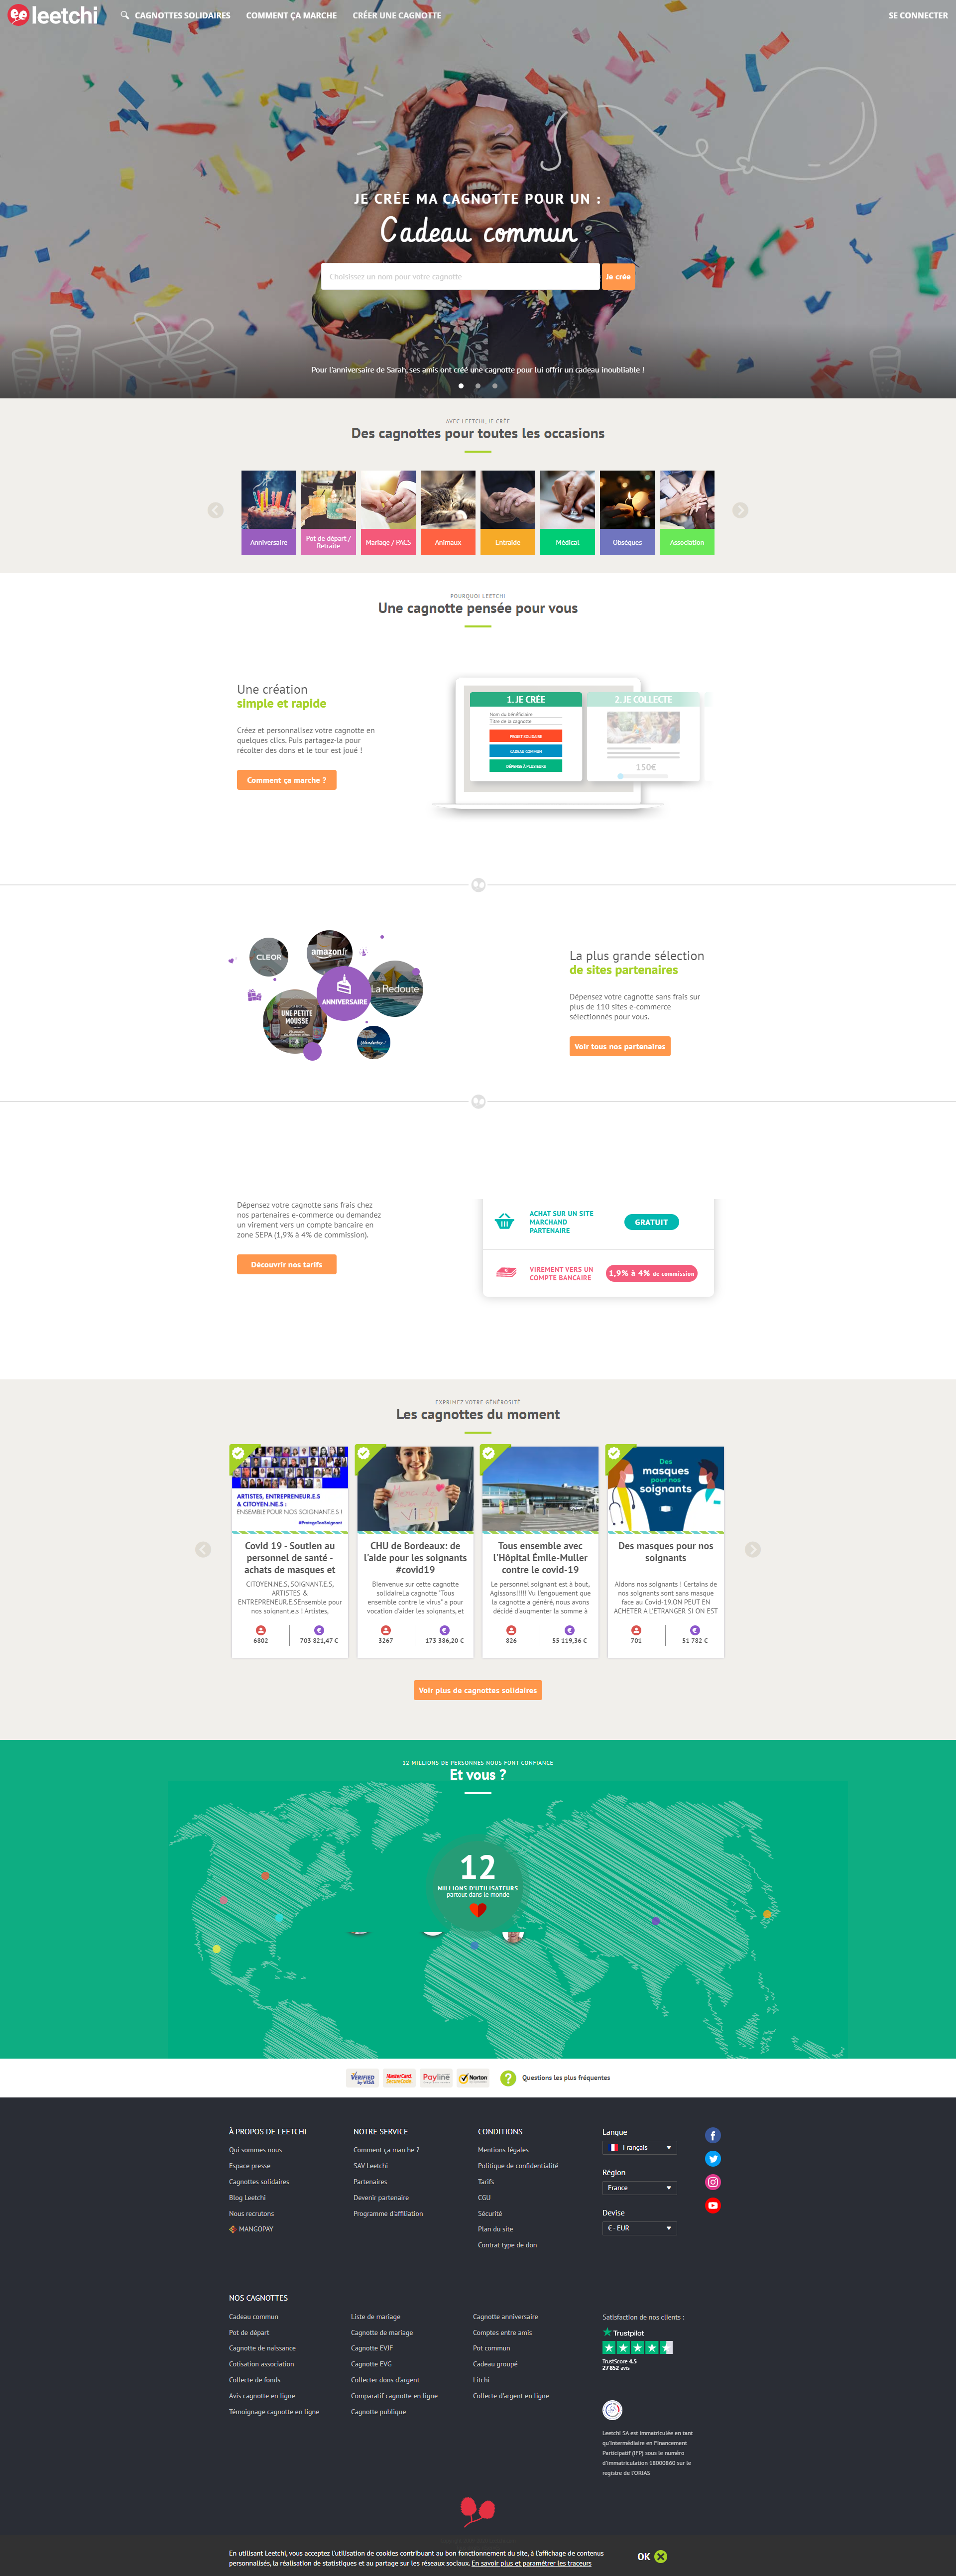 leetchi
CAGNOTTES SOLIDAIRES
COMMENT ÇA MARCHE
CRÉER UNE CAGNOTTE
SE CONNECTER
JE CRÉE MA CAGNOTTE POUR UN :
Cadeau commun
Choisissez un nom pour votre cagnotte
Je crée
Pour l'anniversaire de Sarah, ses amis ont créé une cagnotte pour lui offrir un cadeau inoubliable !
AVEC LEETCHI, JE CRÉE
Des cagnottes pour toutes les occasions
Anniversaire
Pot de départ /
Retraite
Mariage / PACS
Animaux
Entraide
Médical
Obsèques
Association
POURQUOI LEETCHI
Une cagnotte pensée pour vous
Une création
simple et rapide
Créez et personnalisez votre cagnotte en
quelques clics. Puis partagez-la pour
récolter des dons et le tour est joué !
Comment ça marche ?
1. JE CRÉE
Nom du bénéficiaire
Titre de la cagnotte
PROJET SOLIDAIRE
CADEAU COMMUN
DÉPENSE À PLUSIEURS
2. JE COLLECTE
150€
CLEOR
amazon.fr
La Redoute
ANNIVERSAIRE
UNE PETITE
MOUSSE
Wonderbox
La plus grande sélection
de sites partenaires
Dépensez votre cagnotte sans frais sur
plus de 110 sites e-commerce
sélectionnés pour vous.
Voir tous nos partenaires
Dépensez votre cagnotte sans frais chez
nos partenaires e-commerce ou demandez
un virement vers un compte bancaire en
zone SEPA (1,9% à 4% de commission).
Découvrir nos tarifs
ACHAT SUR UN SITE
MARCHAND
PARTENAIRE
GRATUIT
VIREMENT VERS UN
COMPTE BANCAIRE
1,9% à 4% de commission
EXPRIMEZ VOTRE GÉNÉROSITÉ
Les cagnottes du moment
ARTISTES, ENTREPRENEUR.E.S
& CITOYEN.NE.S :
ENSEMBLE POUR NOS SOIGNANT.E.S !
#ProtegeTonSoignant
Covid 19 - Soutien au
personnel de santé -
achats de masques et
CITOYEN.NE.S, SOIGNANT.E.S,
ARTISTES &
ENTREPRENEUR.E.SEnsemble pour
nos soignant.e.s ! Artistes,
6802
703 821,47 €
CHU de Bordeaux: de
l'aide pour les soignants
#covid19
Bienvenue sur cette cagnotte
solidaireLa cagnotte "Tous
ensemble contre le virus" a pour
vocation d'aider les soignants, et
3267
173 386,20 €
Tous ensemble avec
l'Hôpital Émile-Muller
contre le covid-19
Le personnel soignant est à bout,
Agissons!!!!! Vu l'engouement que
la cagnotte a généré, nous avons
décidé d'augmenter la somme à
826
55 119,36 €
Des
masques
pour nos
soignants
Des masques pour nos
soignants
Aidons nos soignants ! Certains de
nos soignants sont sans masque
face au Covid-19.ON PEUT EN
ACHETER A L'ETRANGER SI ON EST
701
51 782 €
Voir plus de cagnottes solidaires
12 MILLIONS DE PERSONNES NOUS FONT CONFIANCE
Et vous ?
12
MILLIONS D'UTILISATEURS
partout dans le monde
VERIFIED
by VISA
MasterCard
SecureCode
Payline
Norton
Questions les plus fréquentes
À PROPOS DE LEETCHI
Qui sommes nous
Espace presse
Cagnottes solidaires
Blog Leetchi
Nous recrutons
MANGOPAY
NOTRE SERVICE
Comment ça marche ?
SAV Leetchi
Partenaires
Devenir partenaire
Programme d'affiliation
CONDITIONS
Mentions légales
Politique de confidentialité
Tarifs
CGU
Sécurité
Plan du site
Contrat type de don
Langue
Français
Région
France
Devise
€ - EUR
NOS CAGNOTTES
Cadeau commun
Pot de départ
Cagnotte de naissance
Cotisation association
Collecte de fonds
Avis cagnotte en ligne
Témoignage cagnotte en ligne
Liste de mariage
Cagnotte de mariage
Cagnotte EVJF
Cagnotte EVG
Collecter dons d'argent
Comparatif cagnotte en ligne
Cagnotte publique
Cagnotte anniversaire
Comptes entre amis
Pot commun
Cadeau groupé
Litchi
Collecte d'argent en ligne
Satisfaction de nos clients :
Trustpilot
TrustScore 4.5
27 852 avis
Leetchi SA est immatriculée en tant
qu'Intermédiaire en Financement
Participatif (IFP) sous le numéro
d'immatriculation 18000860 sur le
registre de l'ORIAS
En utilisant Leetchi, vous acceptez l'utilisation de cookies contribuant au bon fonctionnement du site, à l'affichage de contenus
personnalisés, la réalisation de statistiques et au partage sur les réseaux sociaux. En savoir plus et paramétrer les traceurs
OK